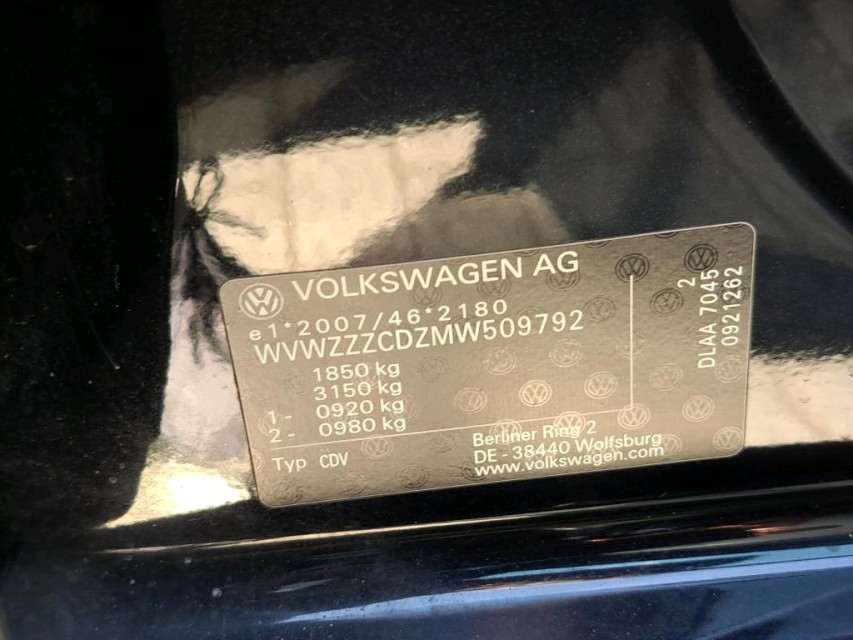 VOLKSWAGEN AG
e1*2007/46*2180
WVWZZZCDZMW509792
1850 kg
3150 kg
1- 0920 kg
2- 0980 kg
Typ CDV
Berliner Ring 2
DE - 38440 Wolfsburg
www.volkswagen.com
2
DLAA 7045
0921262